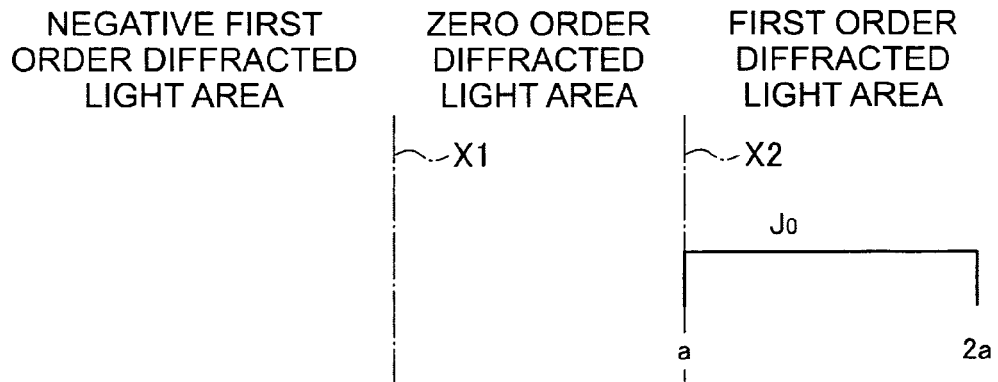 NEGATIVE FIRST
ORDER DIFFRACTED
LIGHT AREA
ZERO ORDER
DIFFRACTED
LIGHT AREA
FIRST ORDER
DIFFRACTED
LIGHT AREA
X1
X2
J0
a
2a